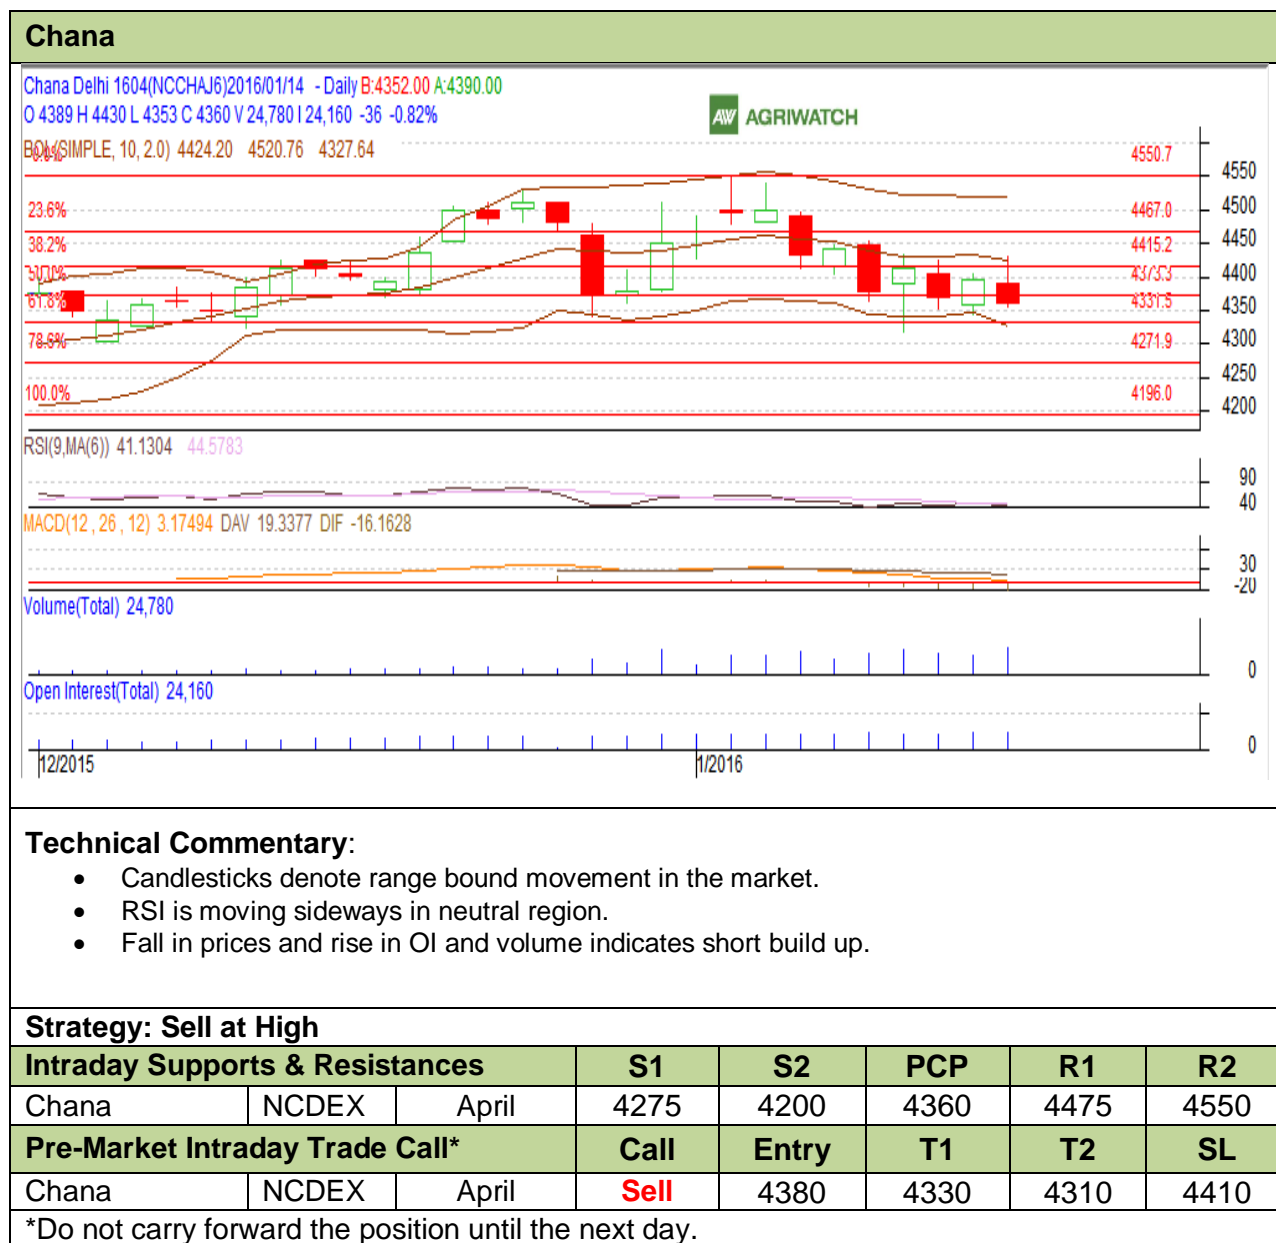 Chana
Chana Delhi 1604(NCCHAJ6)2016/01/14 - Daily B:4352.00 A:4390.00
O 4389 H 4430 L 4353 C 4360 V 24,780 I 24,160 -36 -0.82%
AW AGRIWATCH
(SIMPLE, 10, 2.0) 4424.20 4520.76 4327.64
4550.7
4550
23.6% 4467.0 4500
4450
38.2% 4415.2
4400
4350
61.8% 4331.5
4300
78.6% 4271.9
4250
100.0% 4196.0
4200
RSI(9,MA(6)) 41.1304 44.5783
90
40
MACD(12 , 26 , 12) 3.17494 DAV 19.3377 DIF -16.1628
30
-20
Volume(Total) 24,780
0
Open Interest(Total) 24,160
0
12/2015 1/2016
Technical Commentary:
• Candlesticks denote range bound movement in the market.
• RSI is moving sideways in neutral region.
• Fall in prices and rise in OI and volume indicates short build up.
Strategy: Sell at High
Intraday Supports & Resistances S1 S2 PCP R1 R2
Chana NCDEX April 4275 4200 4360 4475 4550
Pre-Market Intraday Trade Call* Call Entry T1 T2 SL
Chana NCDEX April Sell 4380 4330 4310 4410
*Do not carry forward the position until the next day.